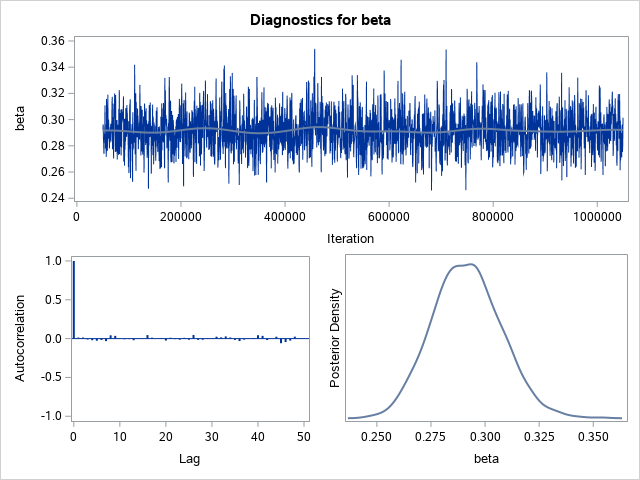 Diagnostics for beta
0.36
0.34
0.32
0.30
0.28
0.26
0.24
beta
0 200000 400000 600000 800000 1000000
Iteration
1.0
0.5
0.0
-0.5
-1.0
Autocorrelation
0 10 20 30 40 50
Lag
Posterior Density
0.250 0.275 0.300 0.325 0.350
beta